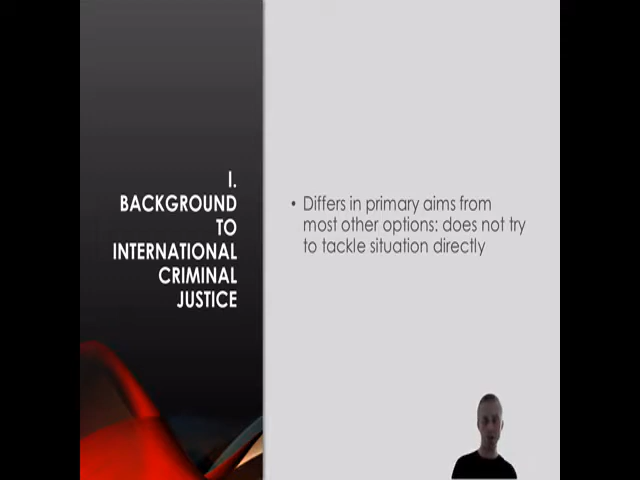 I.
BACKGROUND
TO
INTERNATIONAL
CRIMINAL
JUSTICE
• Differs in primary aims from
most other options: does not try
to tackle situation directly